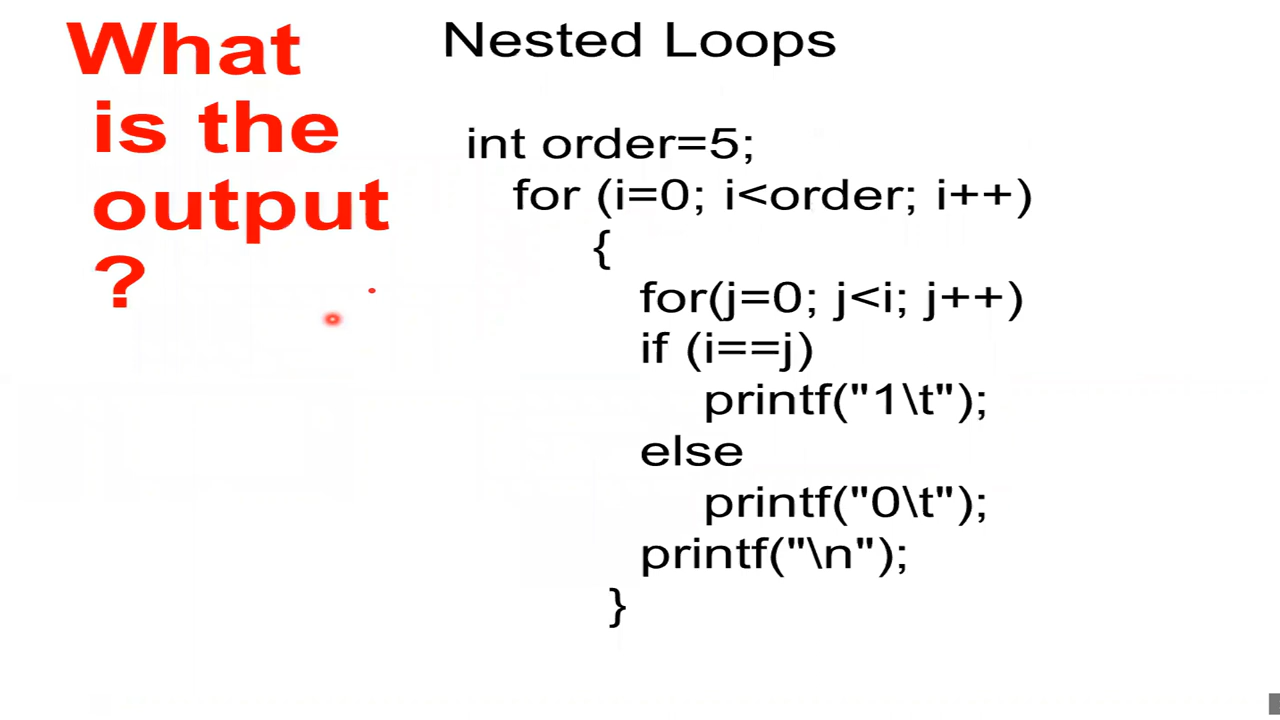 What
is the
output
?
Nested Loops
int order=5;
for (i=0; i<order; i++)
{
for(j=0; j<i; j++)
if (i==j)
printf("1\t");
else
printf("0\t");
printf("\n");
}